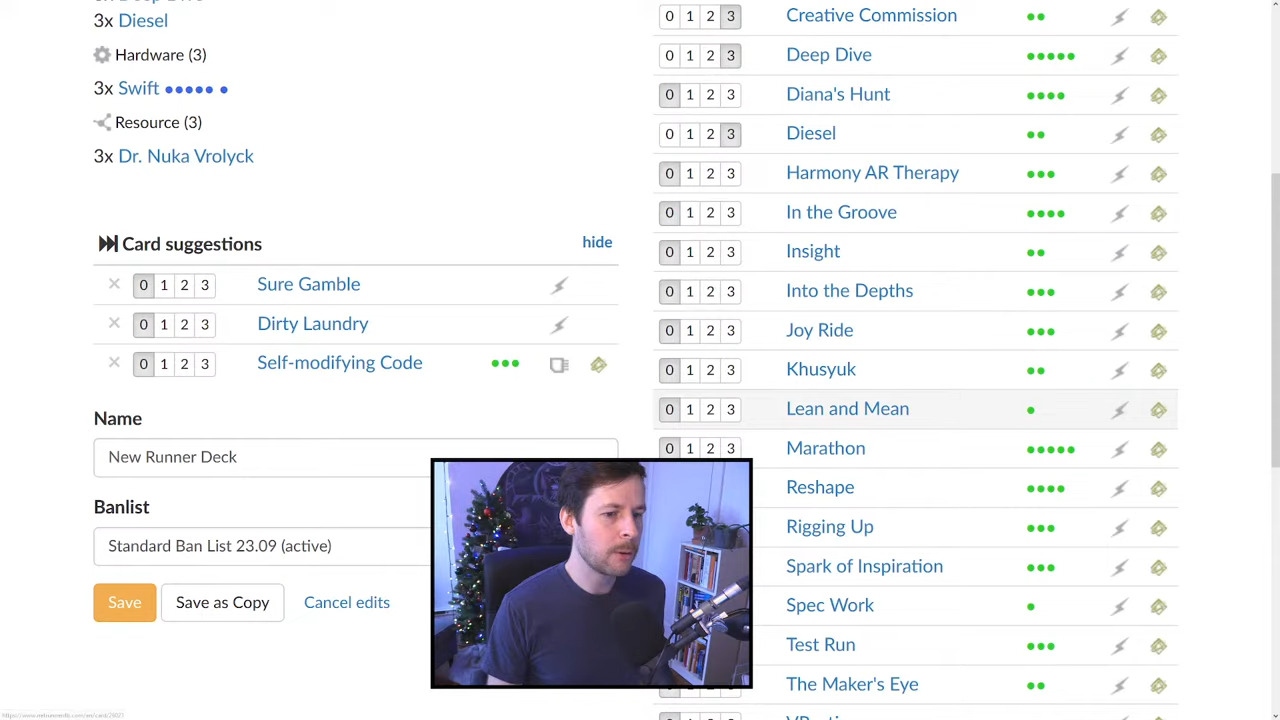 3x Diesel
Hardware (3)
3x Swift
Resource (3)
3x Dr. Nuka Vrolyck
Card suggestions
hide
0 1 2 3 Sure Gamble
0 1 2 3 Dirty Laundry
0 1 2 3 Self-modifying Code
Name
New Runner Deck
Banlist
Standard Ban List 23.09 (active)
Save
Save as Copy
Cancel edits
0 1 2 3 Creative Commission
0 1 2 3 Deep Dive
0 1 2 3 Diana's Hunt
0 1 2 3 Diesel
0 1 2 3 Harmony AR Therapy
0 1 2 3 In the Groove
0 1 2 3 Insight
0 1 2 3 Into the Depths
0 1 2 3 Joy Ride
0 1 2 3 Khusyuk
0 1 2 3 Lean and Mean
0 1 2 3 Marathon
Reshape
Rigging Up
Spark of Inspiration
Spec Work
Test Run
The Maker's Eye